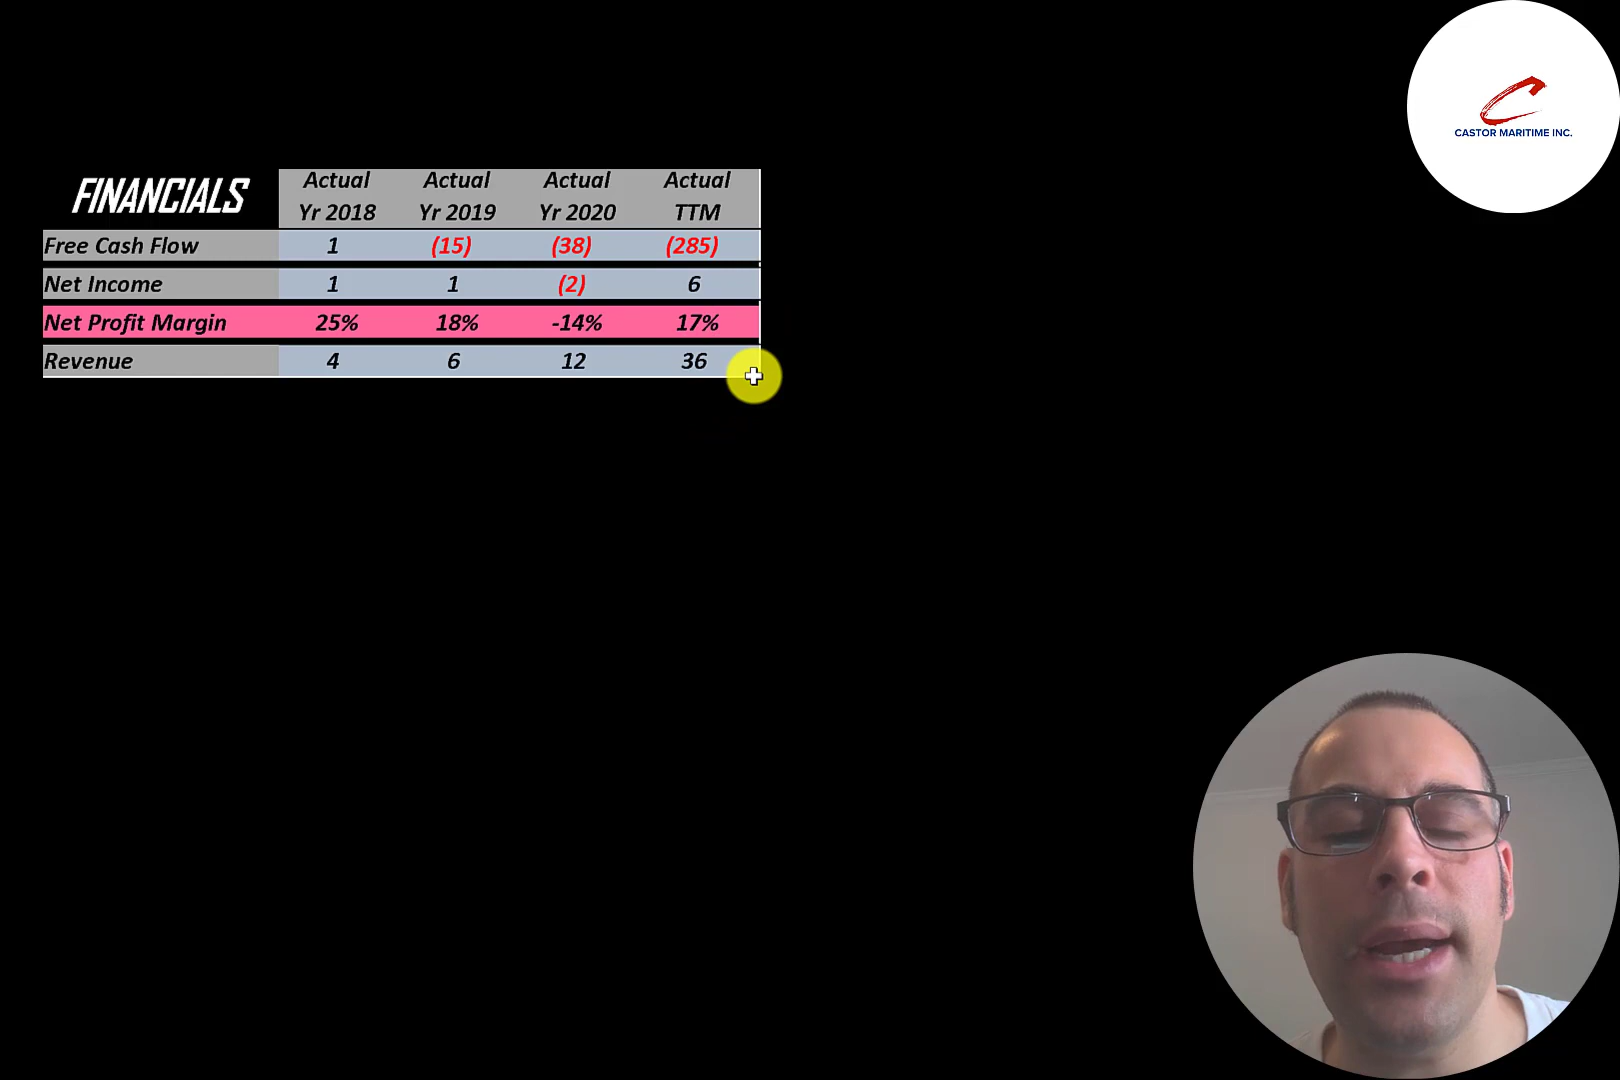 CASTOR MARITIME INC.
FINANCIALS
Actual Actual Actual Actual
Yr 2018 Yr 2019 Yr 2020 TTM
Free Cash Flow 1 (15) (38) (285)
Net Income 1 1 (2) 6
Net Profit Margin 25% 18% -14% 17%
Revenue 4 6 12 36